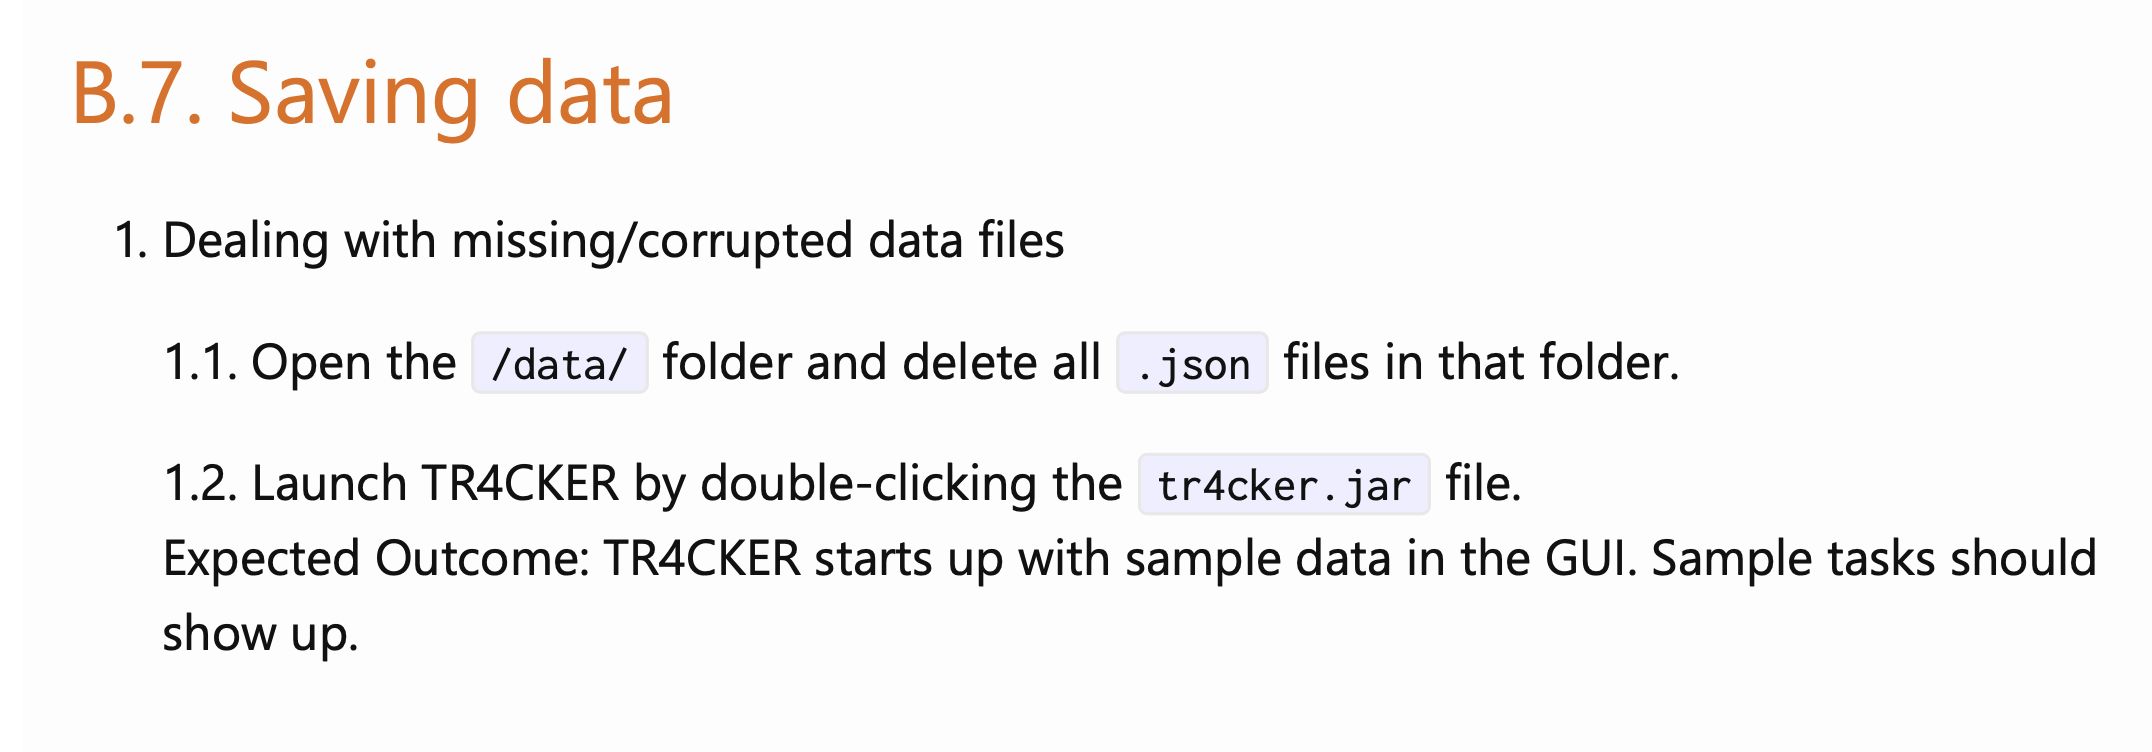 B.7. Saving data
1. Dealing with missing/corrupted data files
1.1. Open the /data/ folder and delete all .json files in that folder.
1.2. Launch TR4CKER by double-clicking the tr4cker.jar file.
Expected Outcome: TR4CKER starts up with sample data in the GUI. Sample tasks should
show up.